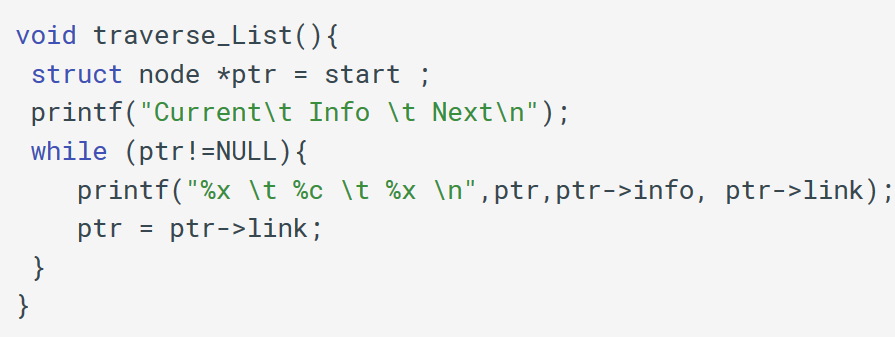 void traverse_List(){
struct node *ptr = start ;
printf("Current\t Info \t Next\n");
while (ptr!=NULL){
printf("%x \t %c \t %x \n",ptr,ptr->info, ptr->link);
ptr = ptr->link;
}
}